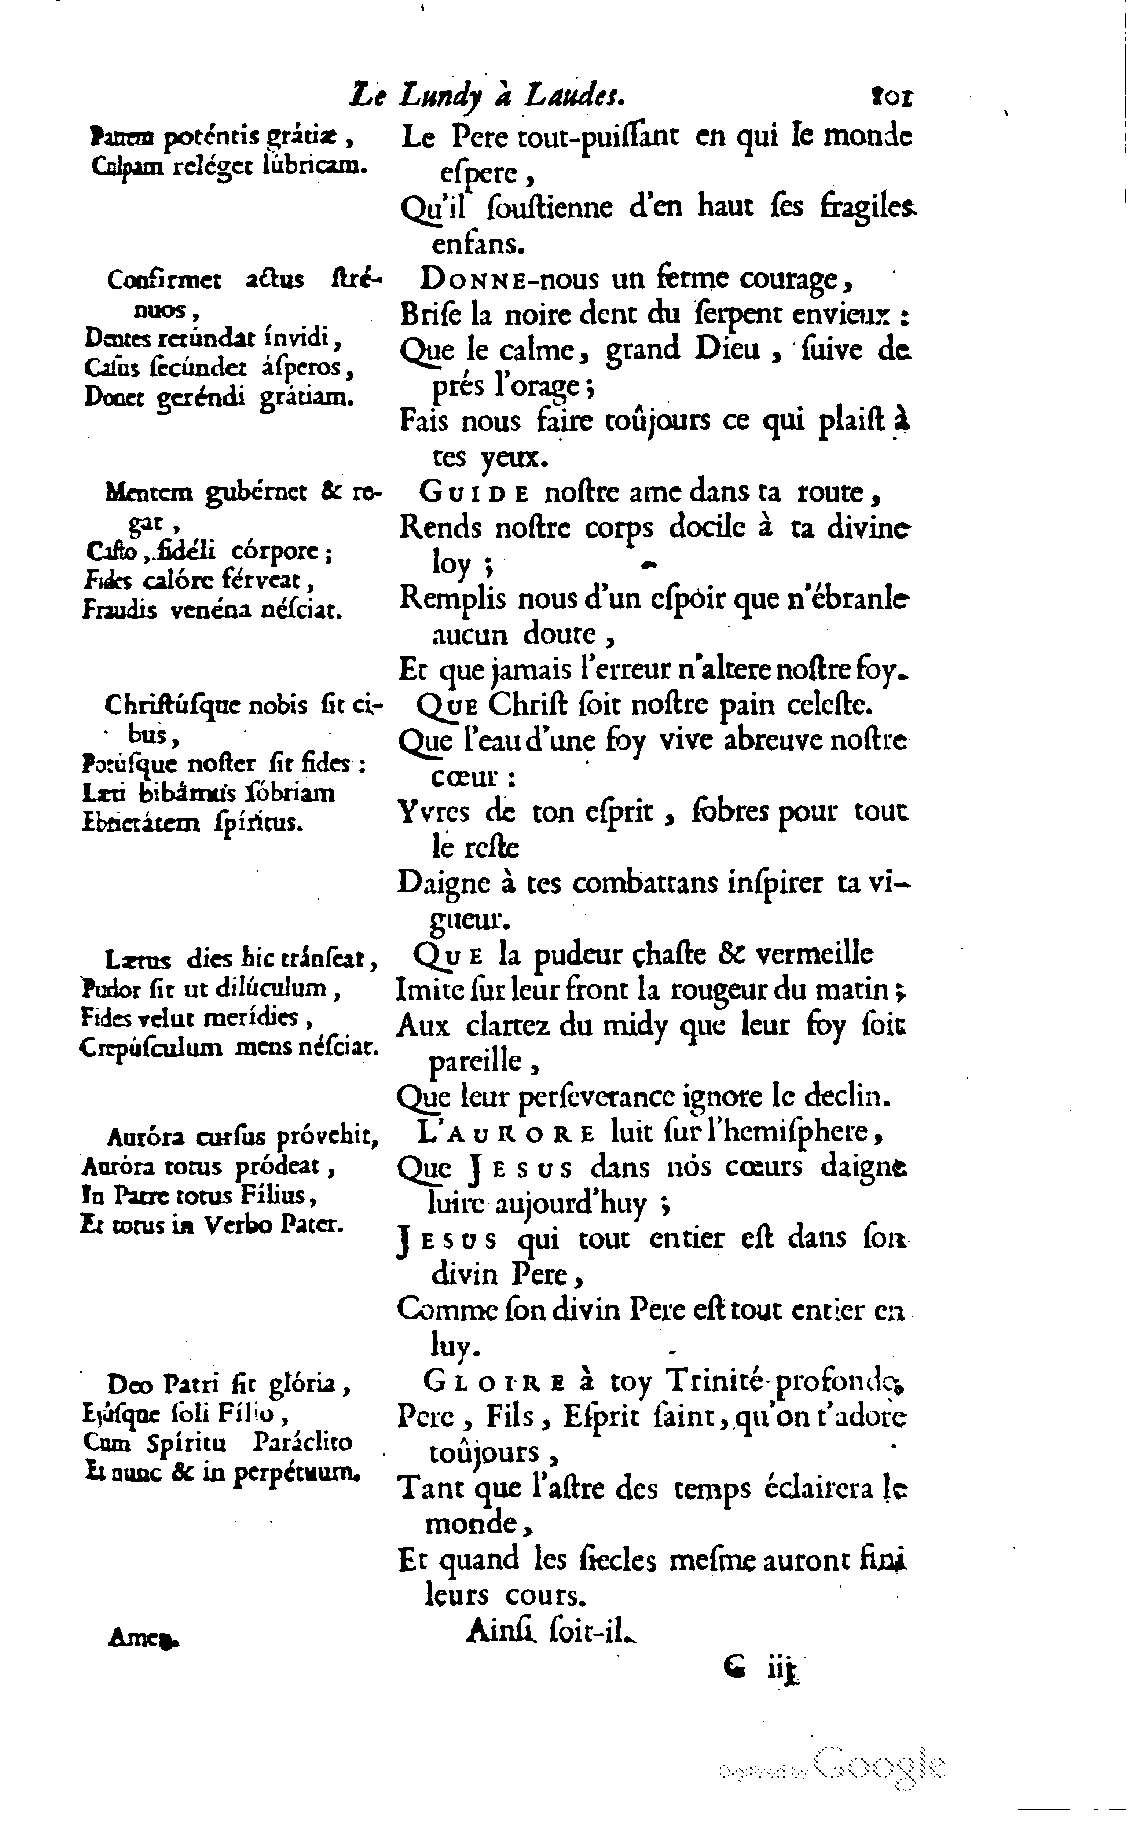 Le Lundy à Laudes. 101
Patrem poténtis grátiæ,
Culpam reléget lúbricam.
Confirmet actus ſtré-
nuos,
Dentes retúndat ínvidi,
Caſus ſecúndet áſperos,
Donet geréndi grátiam.
Mentem gubérnet & re-
gat,
Caſto, fidéli córpore;
Fides calóre férveat,
Fraudis venéna néſciat.
Chriſtúſque nobis ſit ci-
bus,
Potúſque noſter ſit fides:
Læti bibámus ſóbriam
Ebrietátem ſpíritus.
Lætus dies hic tránſeat,
Pudor ſit ut dilúculum,
Fides velut merídies,
Crepúſculum mens néſciat.
Auróra curſus próvehit,
Auróra totus pródeat,
In Patre totus Fílius,
Et totus in Verbo Pater.
Deo Patri ſit glória,
Ejúſque ſoli Fílio,
Cum Spíritu Paráclito
Et nunc & in perpétuum.
Amen.
Le Pere tout-puiſſant en qui le monde
eſpere,
Qu'il ſouſtienne d'en haut ſes fragiles
enfans.
DONNE-nous un ferme courage,
Briſe la noire dent du ſerpent envieux:
Que le calme, grand Dieu, ſuive de
prés l'orage;
Fais nous faire toûjours ce qui plaiſt à
tes yeux.
GUIDE noſtre ame dans ta route,
Rends noſtre corps docile à ta divine
loy;
Remplis nous d'un eſpoir que n'ébranle
aucun doute,
Et que jamais l'erreur n'altere noſtre foy.
QUE Chriſt ſoit noſtre pain celeſte.
Que l'eau d'une foy vive abreuve noſtre
cœur:
Yvres de ton eſprit, ſobres pour tout
le reſte
Daigne à tes combattans inſpirer ta vi-
gueur.
QUE la pudeur chaſte & vermeille
Imite ſur leur front la rougeur du matin;
Aux clartez du midy que leur foy ſoit
pareille,
Que leur perſeverance ignore le declin.
L'AURORE luit ſur l'hemiſphere,
Que JESUS dans nos cœurs daigne
luire aujourd'huy;
JESUS qui tout entier eſt dans ſon
divin Pere,
Comme ſon divin Pere eſt tout entier en
luy.
GLOIRE à toy Trinité profonde,
Pere, Fils, Eſprit ſaint, qu'on t'adore
toûjours,
Tant que l'aſtre des temps éclairera le
monde,
Et quand les ſiecles meſme auront fini
leurs cours.
Ainſi ſoit-il.
G iij
Digitized by Google